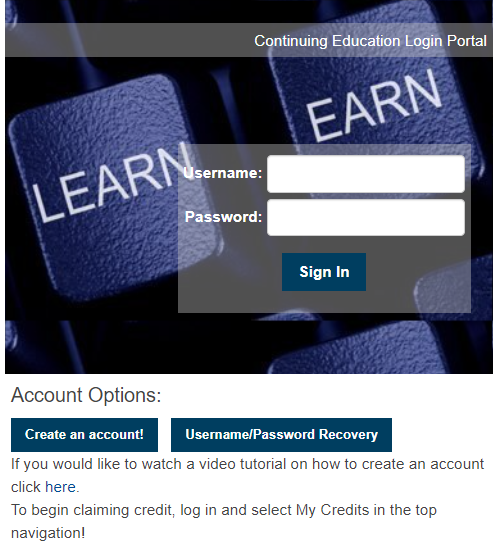 Continuing Education Login Portal
LEARN
EARN
Username:
Password:
Sign In
Account Options:
Create an account!
Username/Password Recovery
If you would like to watch a video tutorial on how to create an account
click here.
To begin claiming credit, log in and select My Credits in the top
navigation!